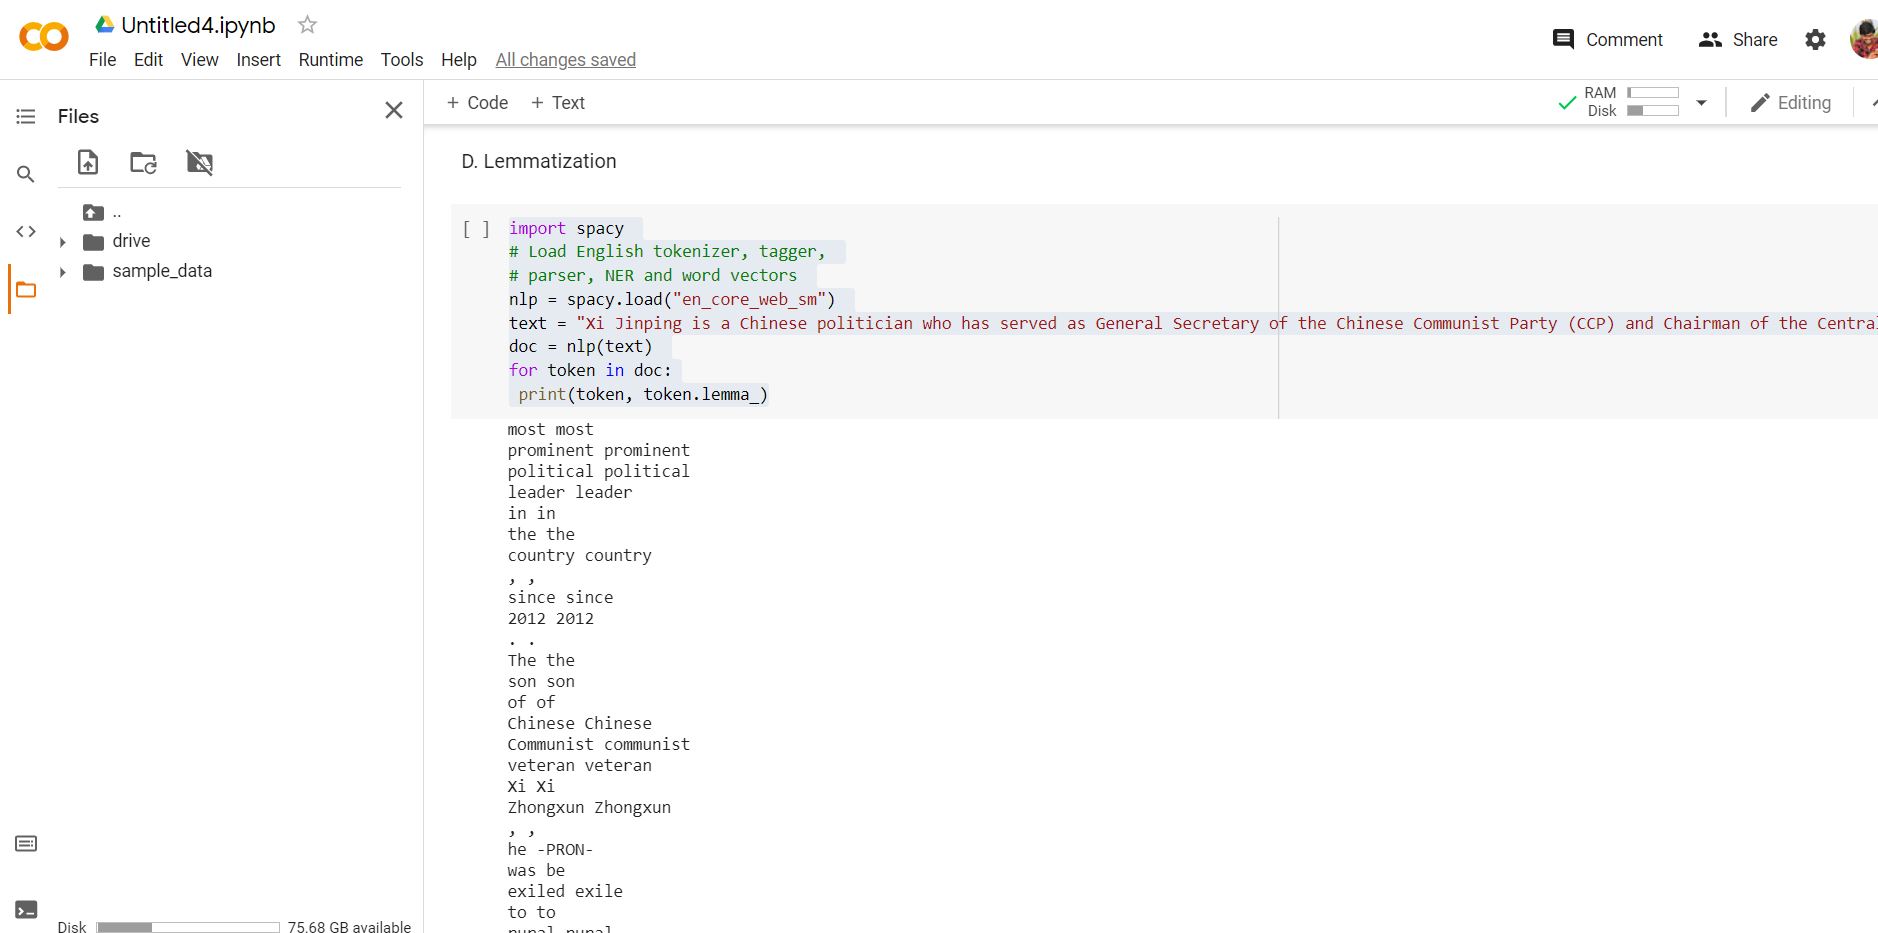 Untitled4.ipynb
File Edit View Insert Runtime Tools Help All changes saved
Comment Share
Files
+ Code + Text
RAM
Disk
Editing
..
drive
sample_data
D. Lemmatization
[ ] import spacy
# Load English tokenizer, tagger,
# parser, NER and word vectors
nlp = spacy.load("en_core_web_sm")
text = "Xi Jinping is a Chinese politician who has served as General Secretary of the Chinese Communist Party (CCP) and Chairman of the Central
doc = nlp(text)
for token in doc:
 print(token, token.lemma_)
most most
prominent prominent
political political
leader leader
in in
the the
country country
, ,
since since
2012 2012
. .
The the
son son
of of
Chinese Chinese
Communist communist
veteran veteran
Xi Xi
Zhongxun Zhongxun
, ,
he -PRON-
was be
exiled exile
to to
rural rural
Disk 75.68 GB available